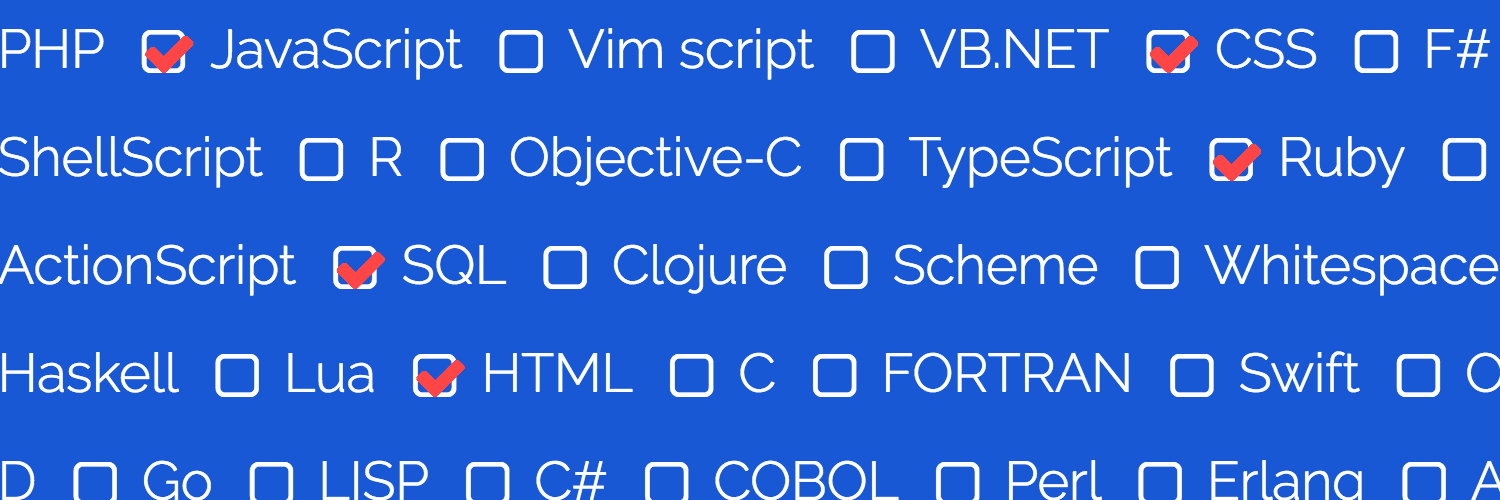 PHP JavaScript Vim script VB.NET CSS F#
ShellScript R Objective-C TypeScript Ruby
ActionScript SQL Clojure Scheme Whitespace
Haskell Lua HTML C FORTRAN Swift
D Go LISP C# COBOL Perl Erlang